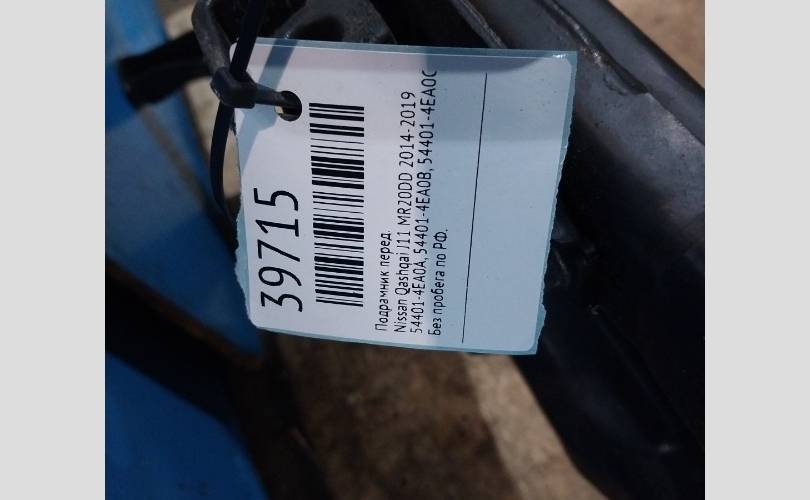 39715
Подрамник перед.
Nissan Qashqai J11 MR20DD 2014-2019
54401-4EA0A, 54401-4EA0B, 54401-4EA0C
Без пробега по РФ.